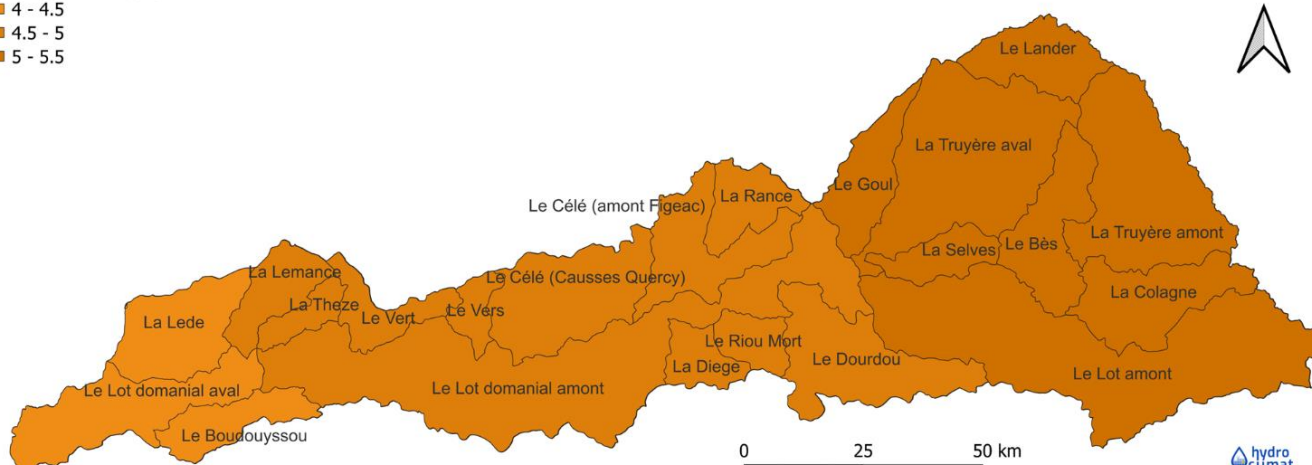 4 - 4.5
4.5 - 5
5 - 5.5
Le Lander
La Truyère aval
Le Goul
La Rance
Le Célé (amont Figeac)
La Truyère amont
La Selves
Le Bès
La Lemance
Le Célé (Causses Quercy)
La Colagne
La Theze
Le Vers
La Lede
Le Vert
Le Riou Mort
Le Dourdou
La Diege
Le Lot amont
Le Lot domanial aval
Le Lot domanial amont
Le Boudouyssou
0 25 50 km
hydro
climat